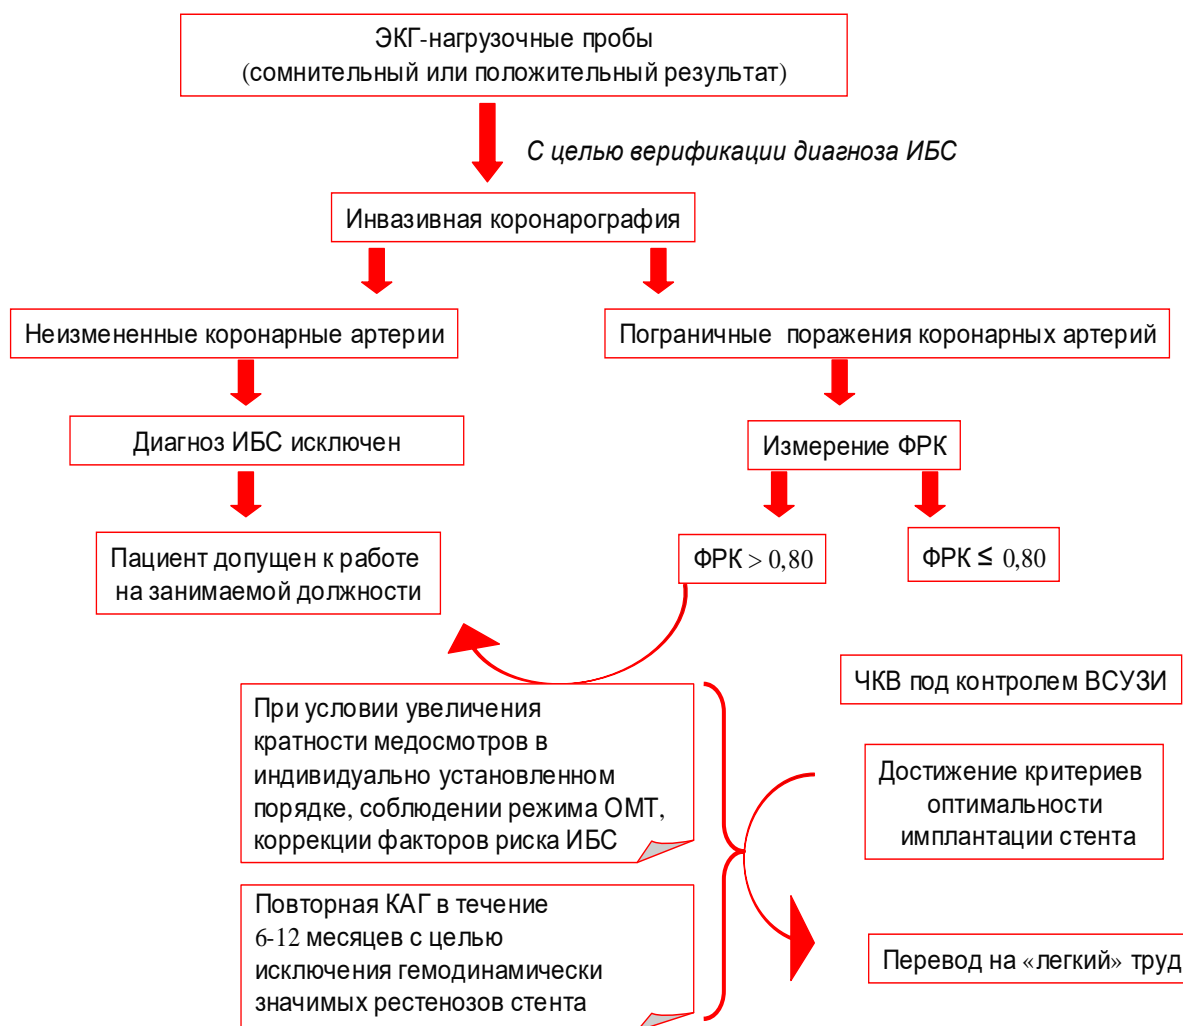 ЭКГ-нагрузочные пробы
(сомнительный или положительный результат)
С целью верификации диагноза ИБС
Инвазивная коронарография
Неизмененные коронарные артерии
Пограничные поражения коронарных артерий
Диагноз ИБС исключен
Измерение ФРК
Пациент допущен к работе
на занимаемой должности
ФРК > 0,80
ФРК ≤ 0,80
ЧКВ под контролем ВСУЗИ
При условии увеличения
кратности медосмотров в
индивидуально установленном
порядке, соблюдении режима ОМТ,
коррекции факторов риска ИБС
Достижение критериев
оптимальности
имплантации стента
Повторная КАГ в течение
6-12 месяцев с целью
исключения гемодинамически
значимых рестенозов стента
Перевод на «легкий» труд